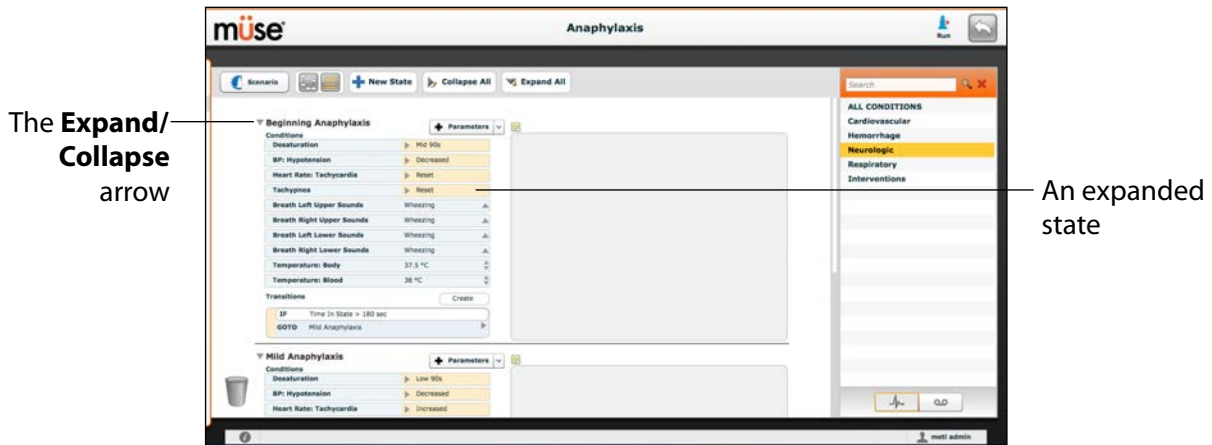 müse
Anaphylaxis
Run
Scenario
New State
Collapse All
Expand All
Search
The Expand/
Collapse
arrow
Beginning Anaphylaxis
Parameters
Conditions
Desaturation Mid 90s
BP: Hypotension Decreased
Heart Rate: Tachycardia Reset
Tachypnea Reset
Breath Left Upper Sounds Wheezing
Breath Right Upper Sounds Wheezing
Breath Left Lower Sounds Wheezing
Breath Right Lower Sounds Wheezing
Temperature: Body 37.5 °C
Temperature: Blood 38 °C
Transitions Create
IF Time In State > 180 sec
GOTO Mild Anaphylaxis
Mild Anaphylaxis
Parameters
Conditions
Desaturation Low 90s
BP: Hypotension Decreased
Heart Rate: Tachycardia Increased
ALL CONDITIONS
Cardiovascular
Hemorrhage
Neurologic
Respiratory
Interventions
An expanded
state
meti admin